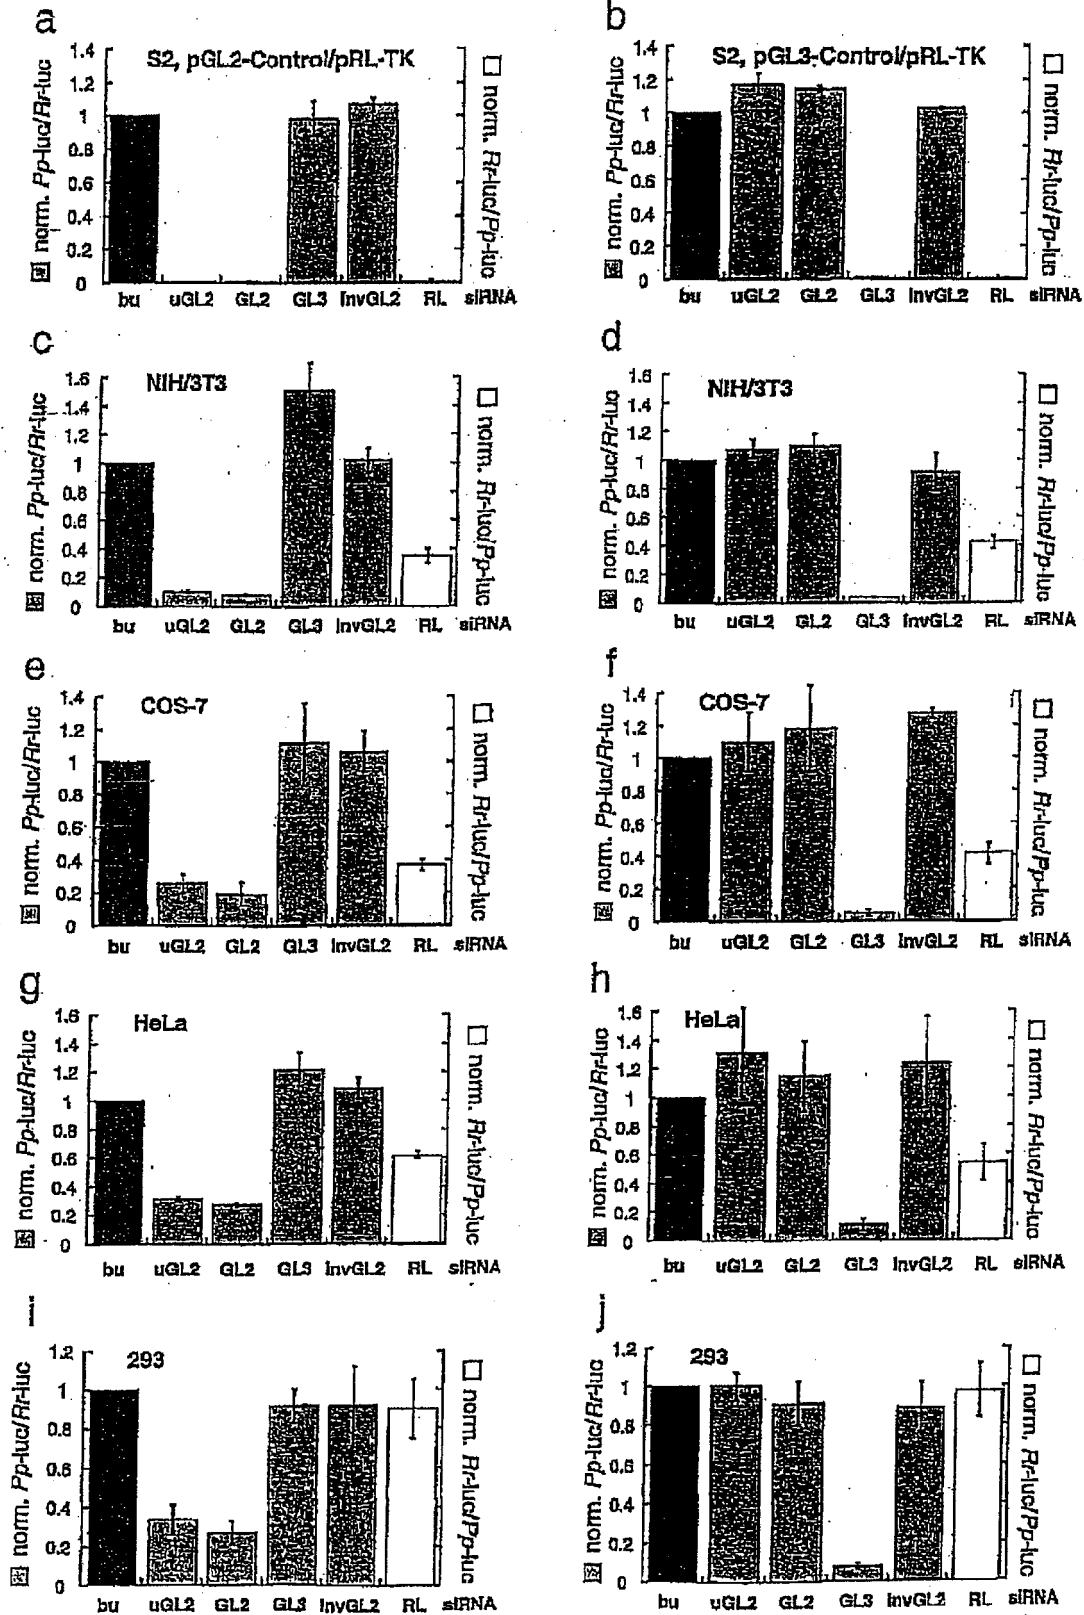 a
S2, pGL2-Control/pRL-TK
norm. Pp-luc/Rr-luc
1.4
1.2
1
0.8
0.6
0.4
0.2
0
norm. Rr-luc/Pp-luc
bu uGL2 GL2 GL3 invGL2 RL siRNA
b
S2, pGL3-Control/pRL-TK
norm. Pp-luc/Rr-luc
1.4
1.2
1
0.8
0.6
0.4
0.2
0
norm. Rr-luc/Pp-luc
bu uGL2 GL2 GL3 invGL2 RL siRNA
c
NIH/3T3
norm. Pp-luc/Rr-luc
1.6
1.4
1.2
1
0.8
0.6
0.4
0.2
0
norm. Rr-luc/Pp-luc
bu uGL2 GL2 GL3 invGL2 RL siRNA
d
NIH/3T3
norm. Pp-luc/Rr-luc
1.6
1.4
1.2
1
0.8
0.6
0.4
0.2
0
norm. Rr-luc/Pp-luc
bu uGL2 GL2 GL3 invGL2 RL siRNA
e
COS-7
norm. Pp-luc/Rr-luc
1.4
1.2
1
0.8
0.6
0.4
0.2
0
norm. Rr-luc/Pp-luc
bu uGL2 GL2 GL3 invGL2 RL siRNA
f
COS-7
norm. Pp-luc/Rr-luc
1.4
1.2
1
0.8
0.6
0.4
0.2
0
norm. Rr-luc/Pp-luc
bu uGL2 GL2 GL3 invGL2 RL siRNA
g
HeLa
norm. Pp-luc/Rr-luc
1.6
1.4
1.2
1
0.8
0.6
0.4
0.2
0
norm. Rr-luc/Pp-luc
bu uGL2 GL2 GL3 invGL2 RL siRNA
h
HeLa
norm. Pp-luc/Rr-luc
1.6
1.4
1.2
1
0.8
0.6
0.4
0.2
0
norm. Rr-luc/Pp-luc
bu uGL2 GL2 GL3 invGL2 RL siRNA
i
293
norm. Pp-luc/Rr-luc
1.2
1
0.8
0.6
0.4
0.2
0
norm. Rr-luc/Pp-luc
bu uGL2 GL2 GL3 invGL2 RL siRNA
j
293
norm. Pp-luc/Rr-luc
1.2
1
0.8
0.6
0.4
0.2
0
norm. Rr-luc/Pp-luc
bu uGL2 GL2 GL3 invGL2 RL siRNA